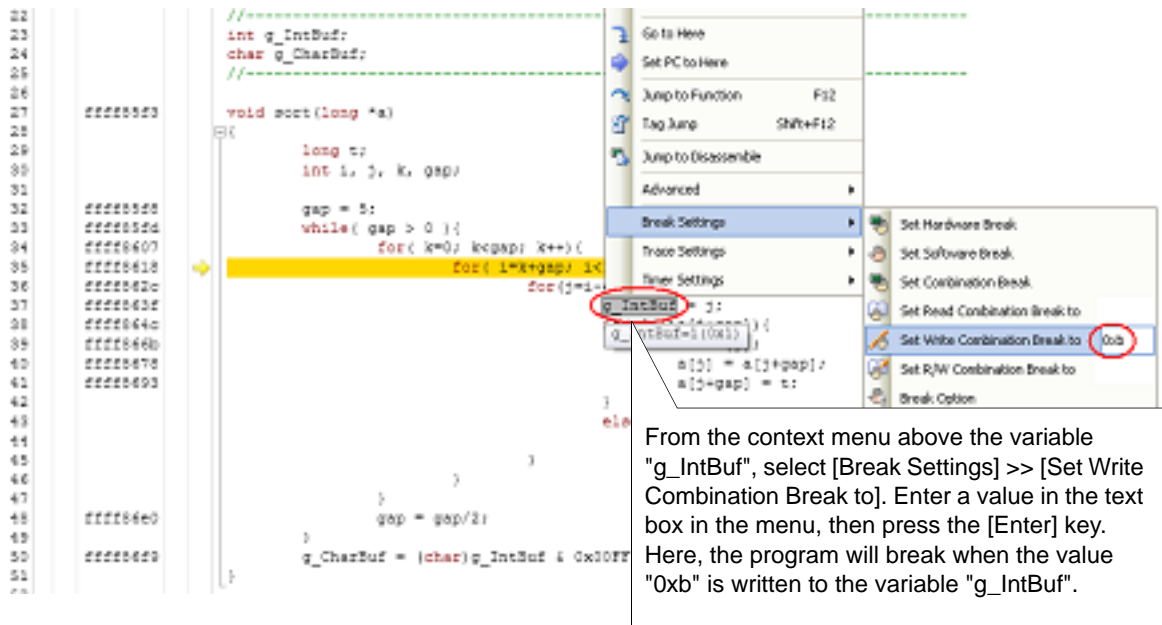 22 //--------------------------------------------------------------
23 int g_IntBuf;
24 char g_CharBuf;
25 //--------------------------------------------------------------
26
27 ffff85f3 void sort(long *a)
28 {
29 long t;
30 int i, j, k, gap;
31
32 ffff85f8 gap = 5;
33 ffff85fd while( gap > 0 ){
34 ffff8607 for( k=0; k<gap; k++){
35 ffff8618 for( i=k+gap; i<
36 ffff862c for(j=i-
37 ffff863f g_IntBuf = j;
38 ffff864c
g_IntBuf=1(0x1)
39 ffff866b
40 ffff8678 a[j] = a[j+gap];
41 ffff8693 a[j+gap] = t;
42 }
43 els
44
45 }
46 }
47 }
48 ffff86e0 gap = gap/2;
49 }
50 ffff86f9 g_CharBuf = (char)g_IntBuf & 0x00FF
51 }
Go to Here
Set PC to Here
Jump to Function F12
Tag Jump Shift+F12
Jump to Disassemble
Advanced
Break Settings
Trace Settings
Timer Settings
Set Hardware Break
Set Software Break
Set Combination Break
Set Read Combination Break to
Set Write Combination Break to 0xb
Set R/W Combination Break to
Break Option
From the context menu above the variable
"g_IntBuf", select [Break Settings] >> [Set Write
Combination Break to]. Enter a value in the text
box in the menu, then press the [Enter] key.
Here, the program will break when the value
"0xb" is written to the variable "g_IntBuf".